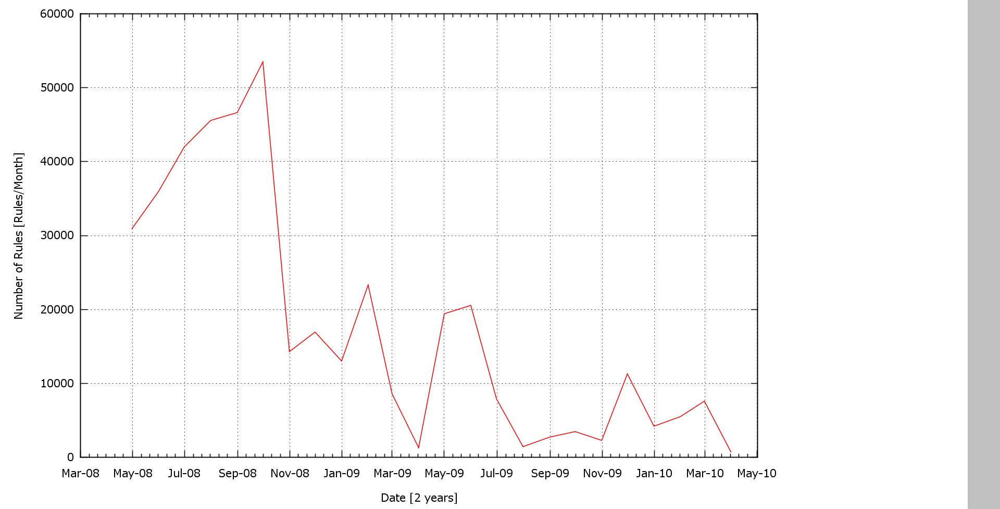 60000
50000
40000
30000
20000
10000
0
Number of Rules [Rules/Month]
Mar-08 May-08 Jul-08 Sep-08 Nov-08 Jan-09 Mar-09 May-09 Jul-09 Sep-09 Nov-09 Jan-10 Mar-10 May-10
Date [2 years]